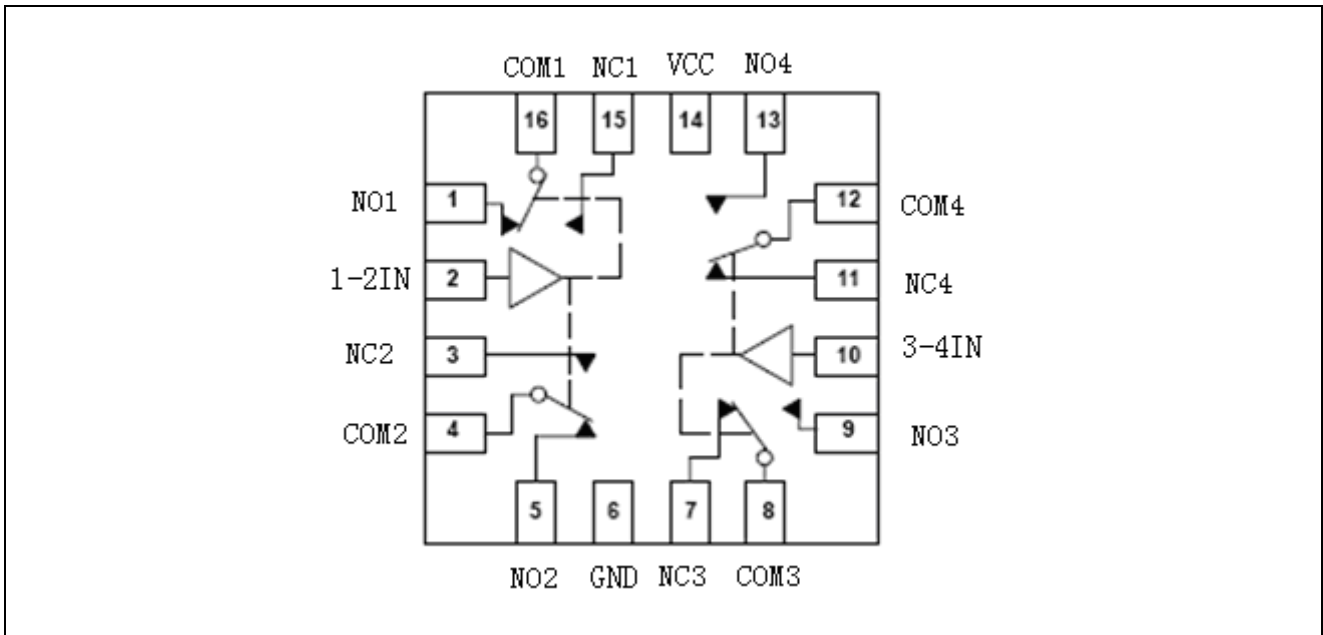 COM1 NC1 VCC NO4
16 15 14 13
NO1 1 12 COM4
1-2IN 2 11 NC4
NC2 3 10 3-4IN
COM2 4 9 NO3
5 6 7 8
NO2 GND NC3 COM3